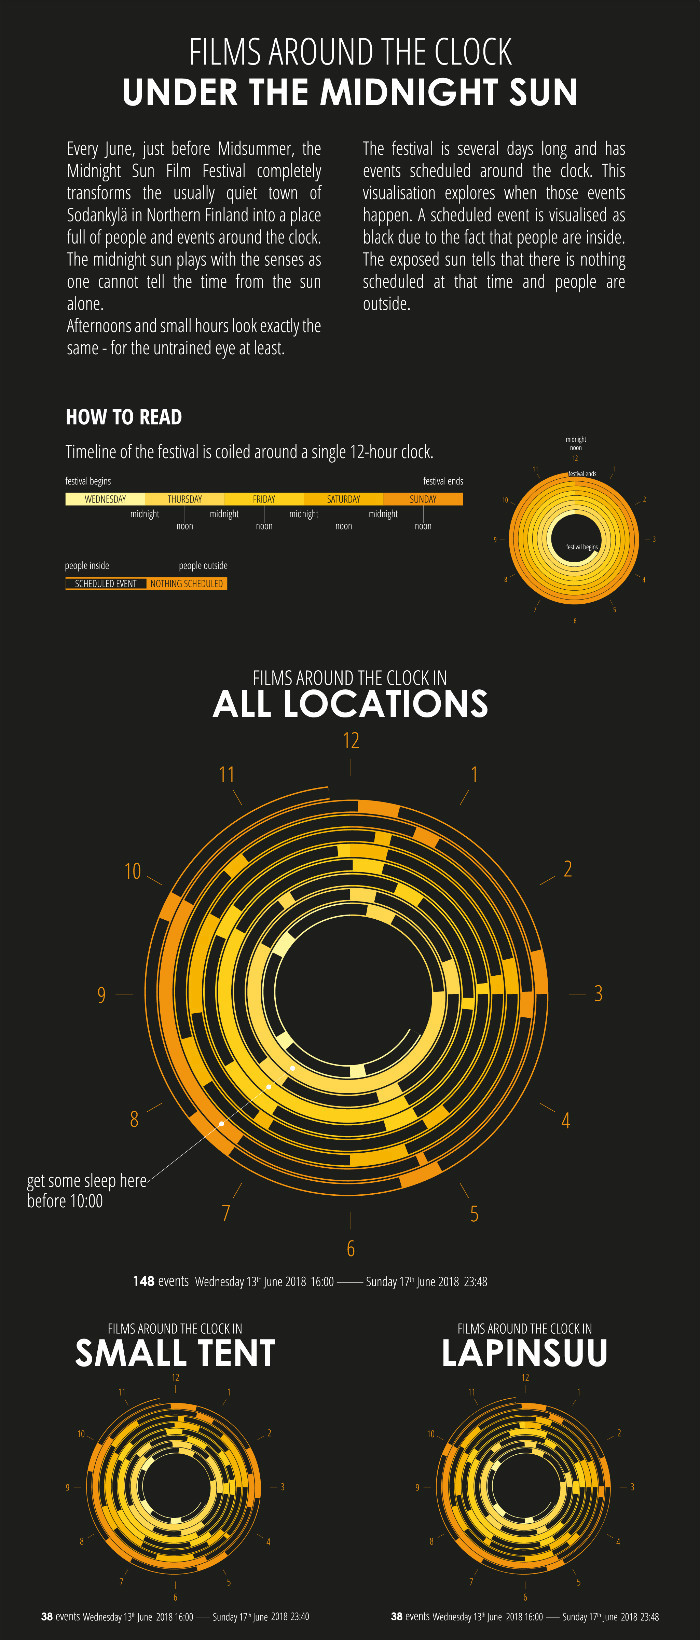 FILMS AROUND THE CLOCK
UNDER THE MIDNIGHT SUN
Every June, just before Midsummer, the
Midnight Sun Film Festival completely
transforms the usually quiet town of
Sodankylä in Northern Finland into a place
full of people and events around the clock.
The midnight sun plays with the senses as
one cannot tell the time from the sun
alone.
Afternoons and small hours look exactly the
same - for the untrained eye at least.
The festival is several days long and has
events scheduled around the clock. This
visualisation explores when those events
happen. A scheduled event is visualised as
black due to the fact that people are inside.
The exposed sun tells that there is nothing
scheduled at that time and people are
outside.
HOW TO READ
Timeline of the festival is coiled around a single 12-hour clock.
festival begins
festival ends
WEDNESDAY THURSDAY FRIDAY SATURDAY SUNDAY
midnight midnight midnight midnight
noon noon noon noon
people inside people outside
SCHEDULED EVENT NOTHING SCHEDULED
midnight
noon
12
festival ends
11
1
10
2
festival begins
9
3
8
4
7
5
6
FILMS AROUND THE CLOCK IN
ALL LOCATIONS
12
11
1
10
2
9
3
8
4
get some sleep here
before 10:00
7
5
6
148 events Wednesday 13th June 2018 16:00 —— Sunday 17th June 2018 23:48
FILMS AROUND THE CLOCK IN
SMALL TENT
12
11
1
10
2
9
3
8
4
7
5
6
38 events Wednesday 13th June 2018 16:00 —— Sunday 17th June 2018 23:40
FILMS AROUND THE CLOCK IN
LAPINSUU
12
11
1
10
2
9
3
8
4
7
5
6
38 events Wednesday 13th June 2018 16:00 —— Sunday 17th June 2018 23:48